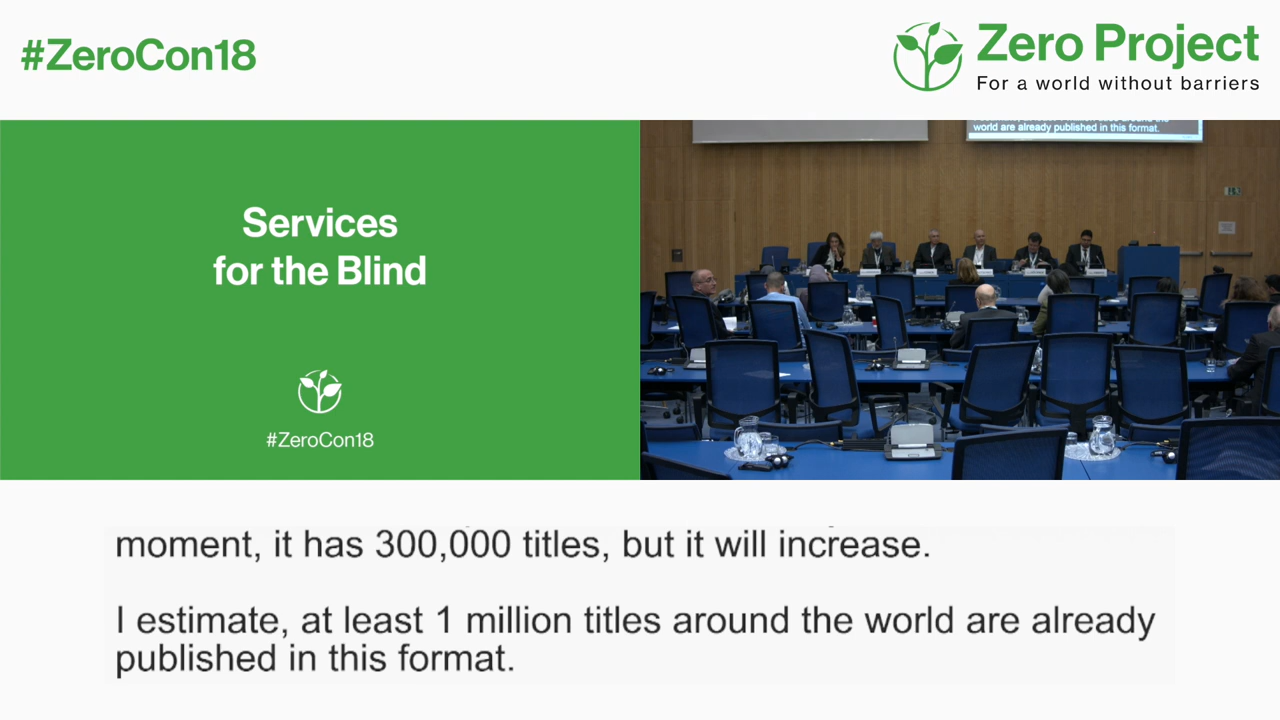 #ZeroCon18
Zero Project
For a world without barriers
Services
for the Blind
#ZeroCon18
world are already published in this format.
moment, it has 300,000 titles, but it will increase.
I estimate, at least 1 million titles around the world are already
published in this format.